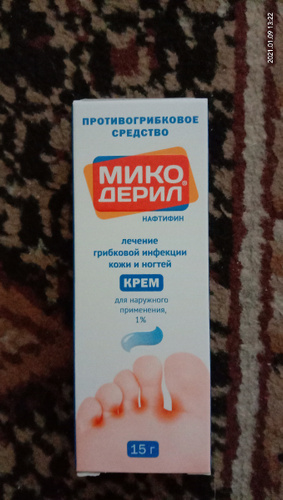 2021.01.09 13:22
ПРОТИВОГРИБКОВОЕ
СРЕДСТВО
МИКО
ДЕРИЛ®
НАФТИФИН
лечение
грибковой инфекции
кожи и ногтей
КРЕМ
для наружного
применения,
1%
15 г